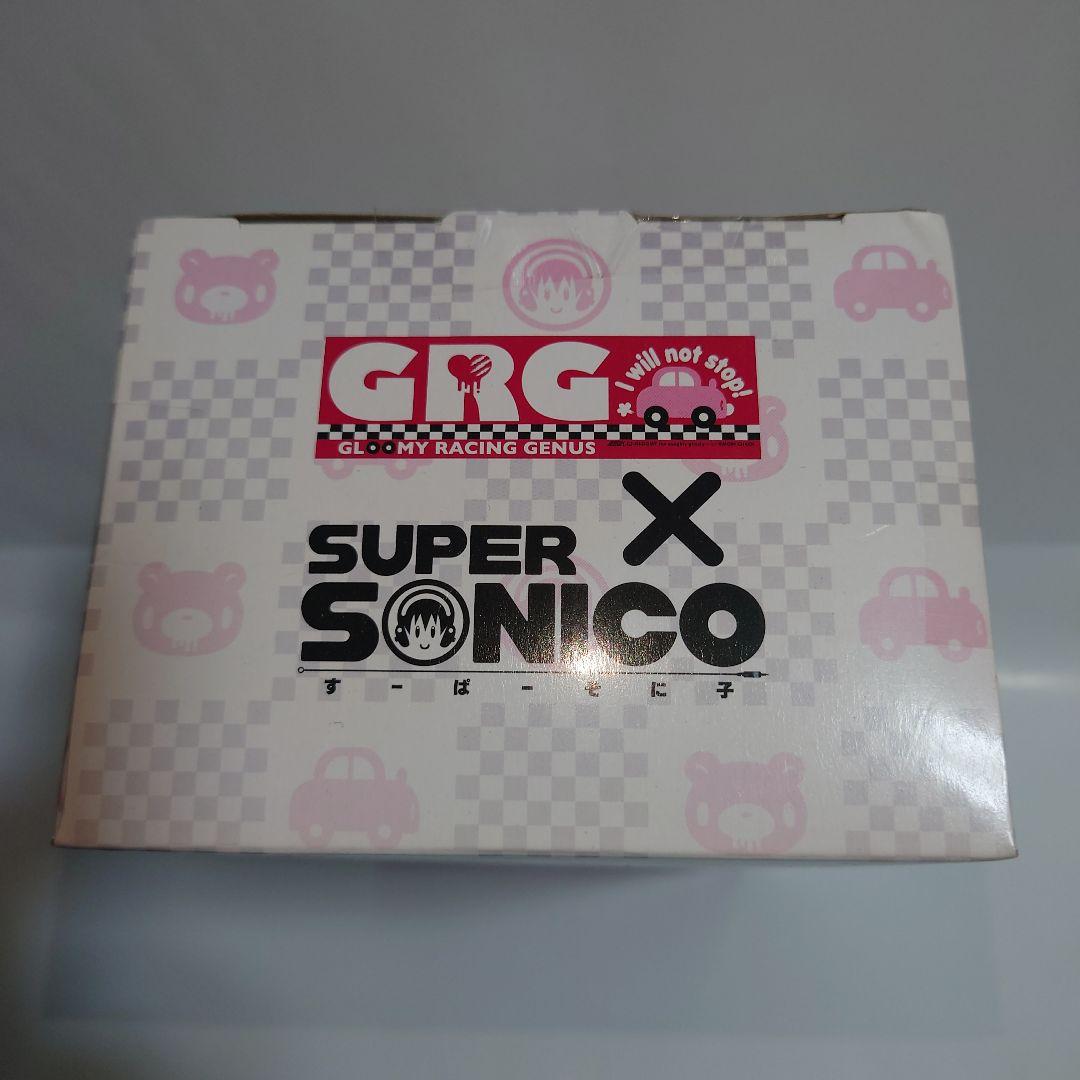 GRG
I will not stop!
GLOOMY RACING GENUS
×
SUPER
SONICO
すーぱーそに子